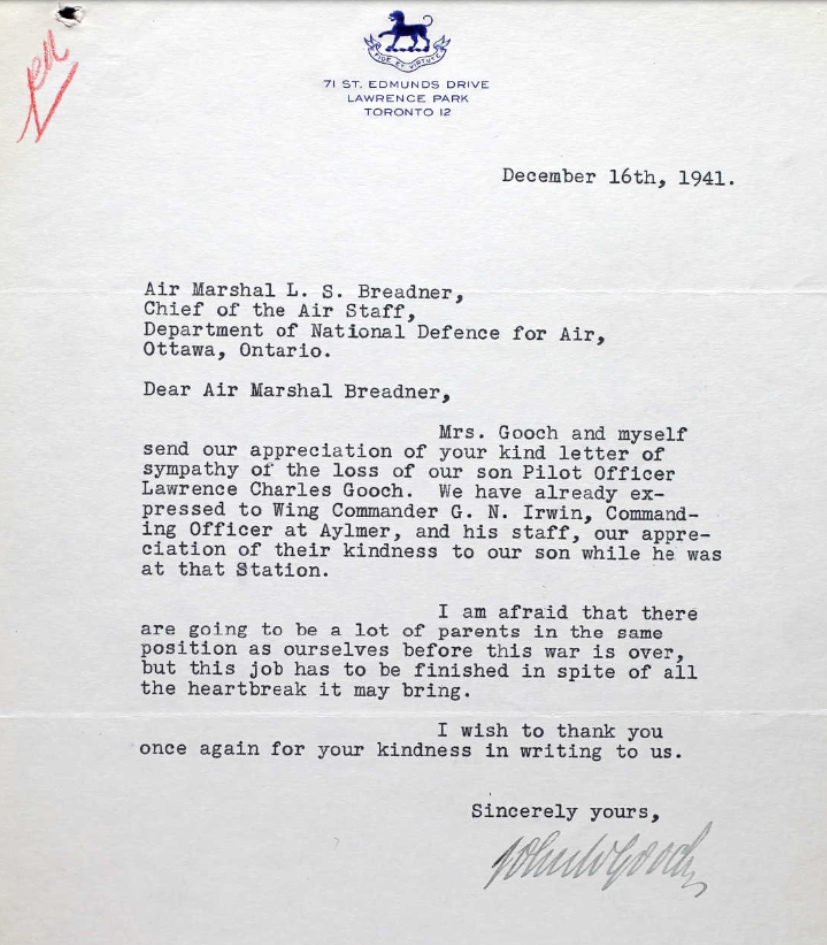 FIDE ET VIRTUTE
71 ST. EDMUNDS DRIVE
LAWRENCE PARK
TORONTO 12
December 16th, 1941.
Air Marshal L. S. Breadner,
Chief of the Air Staff,
Department of National Defence for Air,
Ottawa, Ontario.
Dear Air Marshal Breadner,
Mrs. Gooch and myself
send our appreciation of your kind letter of
sympathy of the loss of our son Pilot Officer
Lawrence Charles Gooch.  We have already ex-
pressed to Wing Commander G. N. Irwin, Command-
ing Officer at Aylmer, and his staff, our appre-
ciation of their kindness to our son while he was
at that Station.
I am afraid that there
are going to be a lot of parents in the same
position as ourselves before this war is over,
but this job has to be finished in spite of all
the heartbreak it may bring.
I wish to thank you
once again for your kindness in writing to us.
Sincerely yours,
John W Gooch